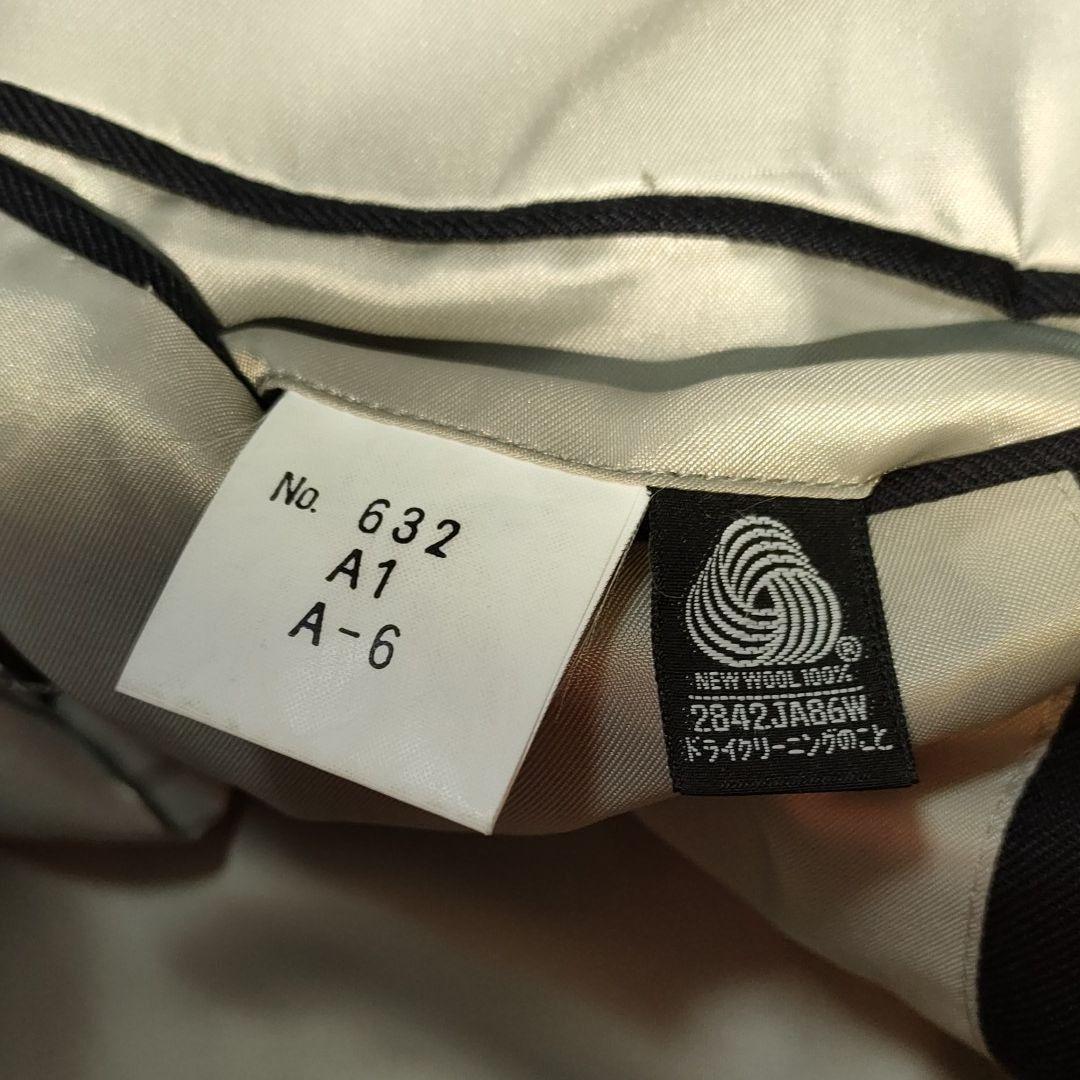 No. 632
A1
A-6
®
NEW WOOL 100%
2842JA86W
ドライクリーニングのこと